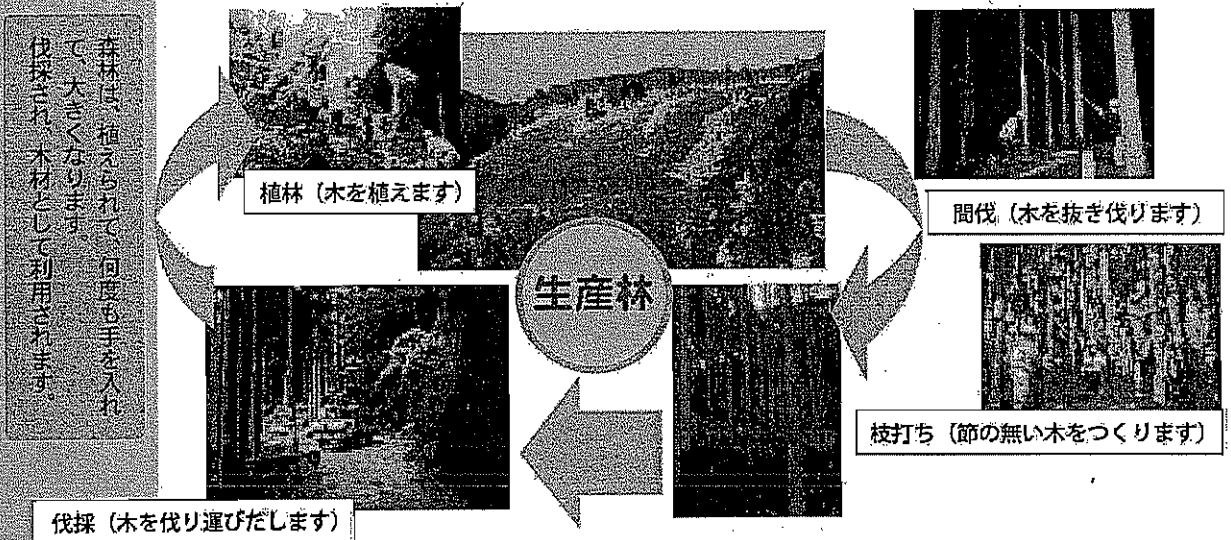 森林は、植えられて、何度も手を入れ
て、大きくなります。
伐採され、木材として利用されます。
植林（木を植えます）
間伐（木を抜き伐ります）
生産林
枝打ち（節の無い木をつくります）
伐採（木を伐り運びだします）